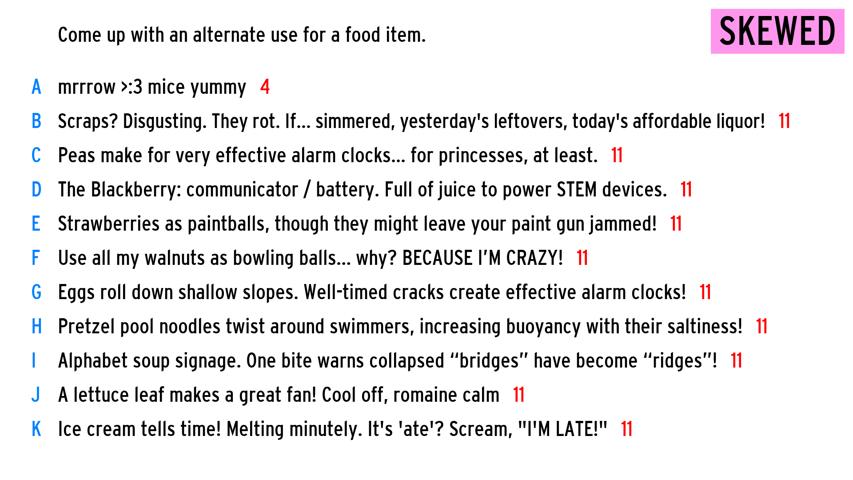 Come up with an alternate use for a food item.
SKEWED
A mrrrow >:3 mice yummy 4
B Scraps? Disgusting. They rot. If... simmered, yesterday's leftovers, today's affordable liquor! 11
C Peas make for very effective alarm clocks... for princesses, at least. 11
D The Blackberry: communicator / battery. Full of juice to power STEM devices. 11
E Strawberries as paintballs, though they might leave your paint gun jammed! 11
F Use all my walnuts as bowling balls... why? BECAUSE I'M CRAZY! 11
G Eggs roll down shallow slopes. Well-timed cracks create effective alarm clocks! 11
H Pretzel pool noodles twist around swimmers, increasing buoyancy with their saltiness! 11
I Alphabet soup signage. One bite warns collapsed “bridges” have become “ridges”! 11
J A lettuce leaf makes a great fan! Cool off, romaine calm 11
K Ice cream tells time! Melting minutely. It's 'ate'? Scream, "I'M LATE!" 11